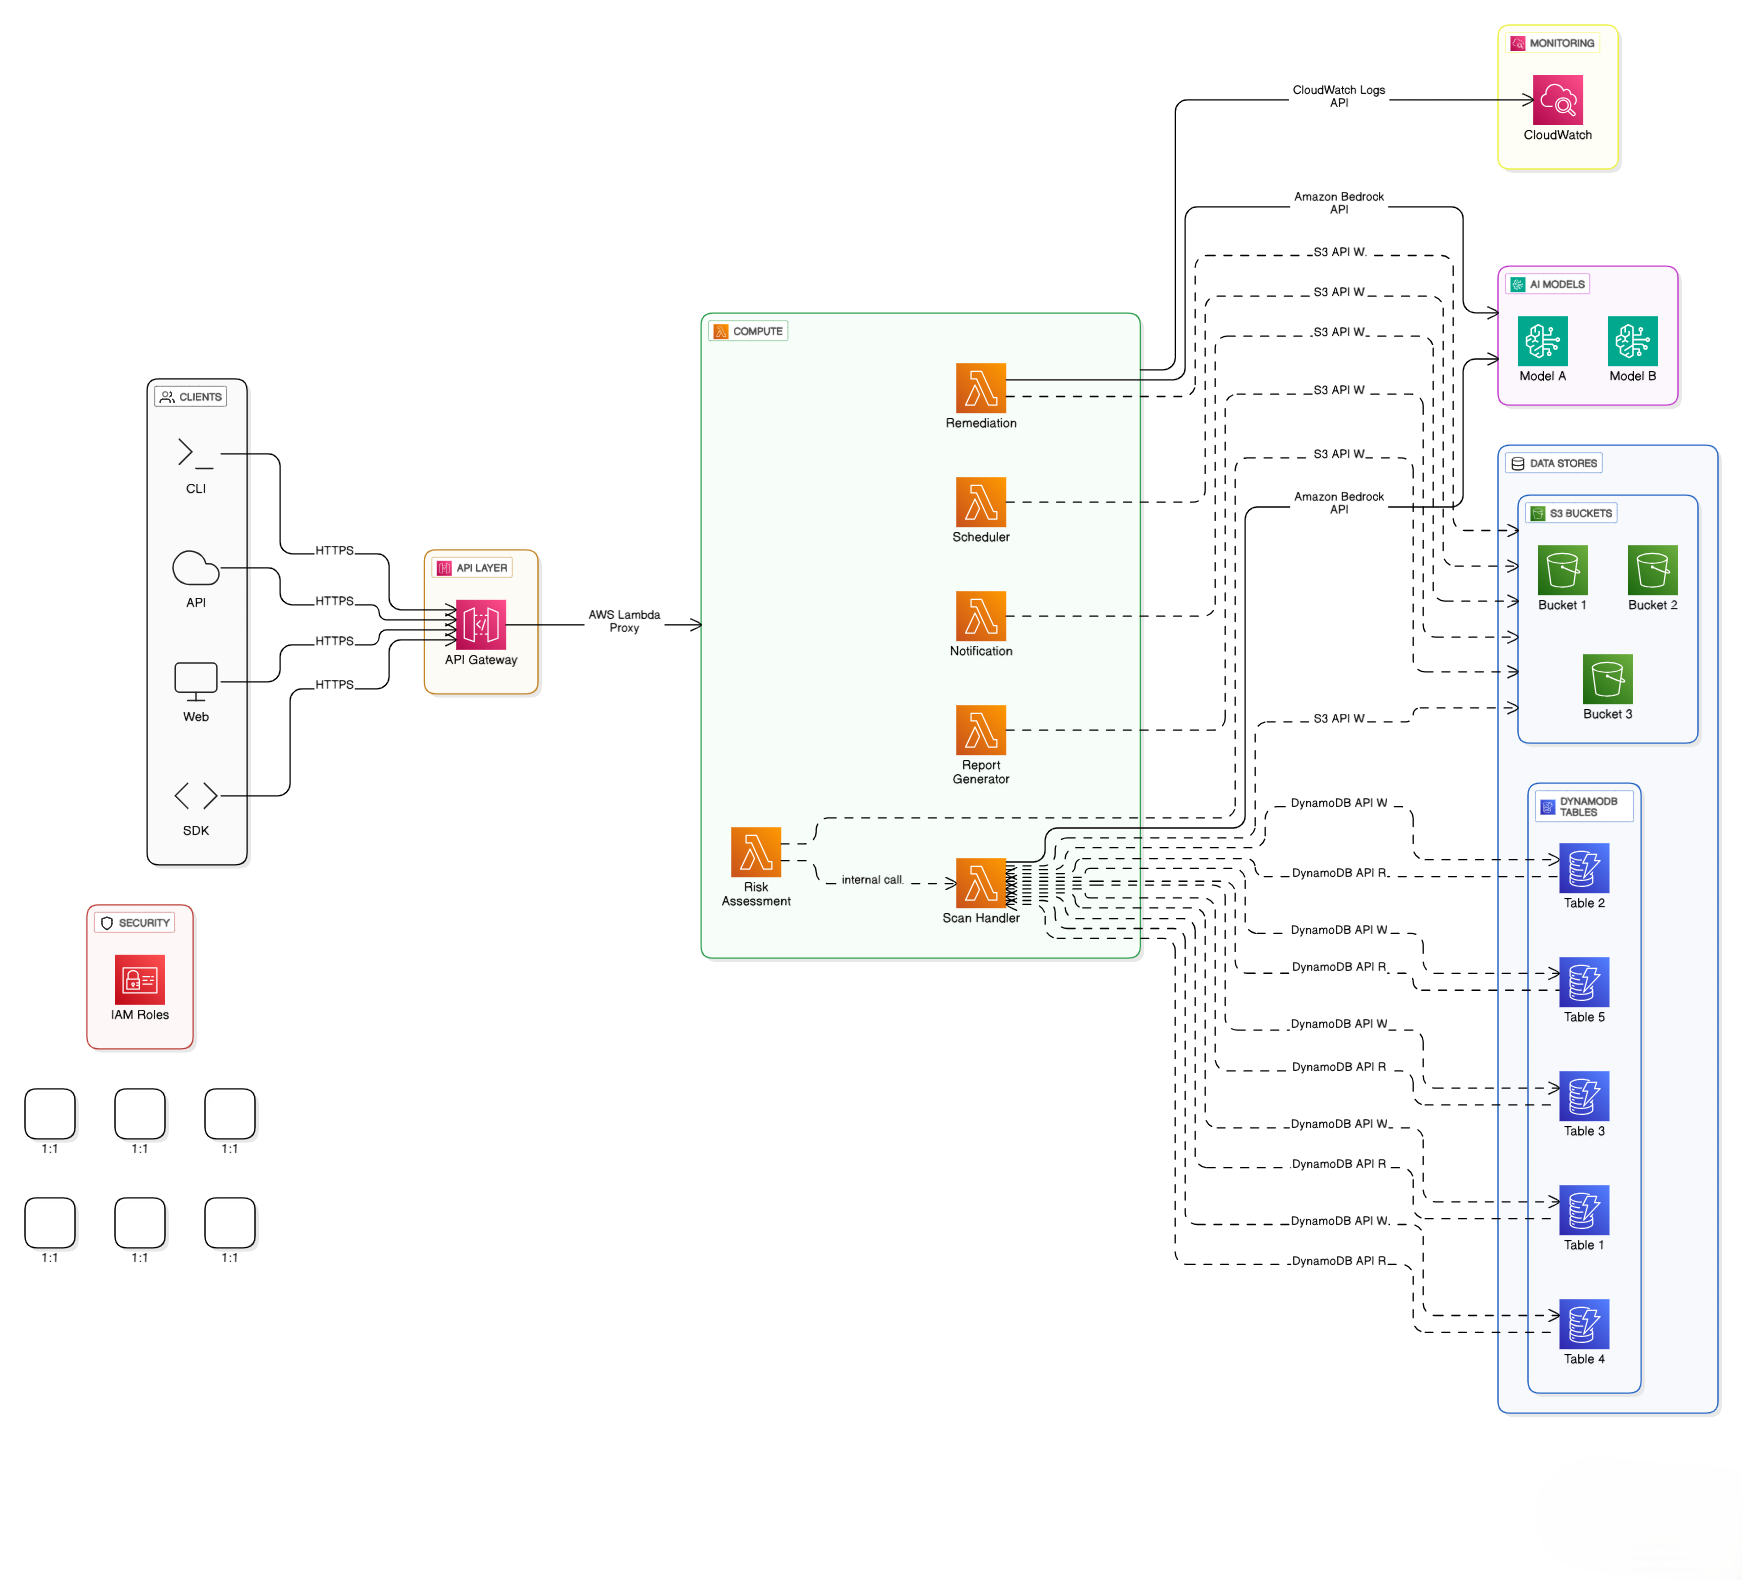 MONITORING
CloudWatch Logs
API
CloudWatch
Amazon Bedrock
API
S3 API W
AI MODELS
Model A
Model B
S3 API W
S3 API W
COMPUTE
Remediation
S3 API W
CLIENTS
CLI
S3 API W
DATA STORES
Amazon Bedrock
API
S3 BUCKETS
Scheduler
HTTPS
API LAYER
API
HTTPS
Bucket 1
Bucket 2
AWS Lambda
Proxy
HTTPS
API Gateway
Notification
HTTPS
Web
Bucket 3
S3 API W
Report
Generator
SDK
DynamoDB API W
DYNAMODB
TABLES
Risk
Assessment
internal call
Scan Handler
DynamoDB API R
Table 2
SECURITY
IAM Roles
DynamoDB API W
DynamoDB API R
Table 5
DynamoDB API W
DynamoDB API R
Table 3
DynamoDB API W
DynamoDB API R
1:1
1:1
1:1
DynamoDB API W
Table 1
1:1
1:1
1:1
DynamoDB API R
Table 4